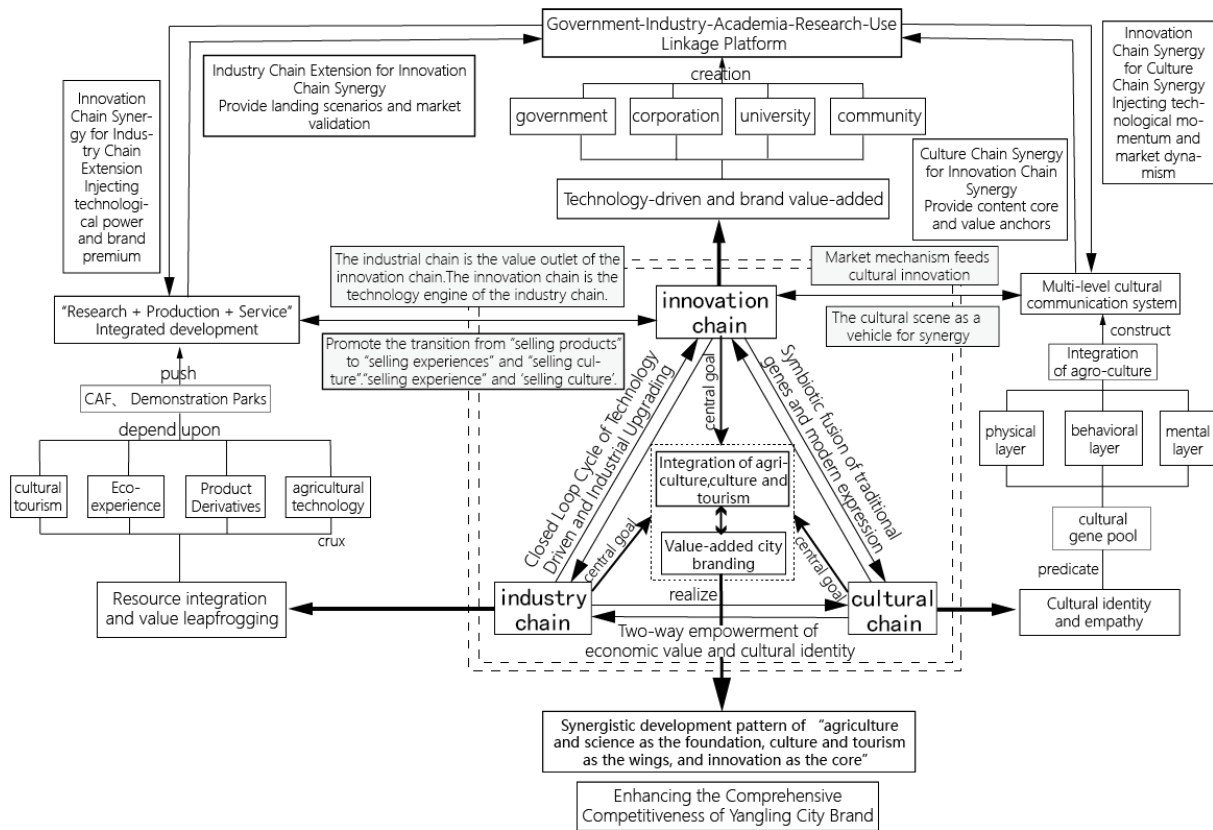 Government-Industry-Academia-Research-Use
Linkage Platform
creation
government
corporation
university
community
Technology-driven and brand value-added
Innovation
Chain Syner-
gy for Indus-
try Chain
Extension
Injecting
technologi-
cal power
and brand
premium
Industry Chain Extension for Innovation
Chain Synergy
Provide landing scenarios and market
validation
Culture Chain Synergy
for Innovation Chain
Synergy
Provide content core
and value anchors
Innovation
Chain Synergy
for Culture
Chain Synergy
Injecting tech-
nological mo-
mentum and
market dyna-
mism
The industrial chain is the value outlet of the
innovation chain.The innovation chain is the
technology engine of the industry chain.
Market mechanism feeds
cultural innovation
"Research + Production + Service"
Integrated development
innovation
chain
Multi-level cultural
communication system
Promote the transition from "selling products"
to "selling experiences" and "selling cul-
ture"."selling experience" and 'selling culture'.
The cultural scene as a
vehicle for synergy
push
CAF、 Demonstration Parks
depend upon
cultural
tourism
Eco-
experience
Product
Derivatives
agricultural
technology
crux
Resource integration
and value leapfrogging
construct
Integration
of agro-culture
physical
layer
behavioral
layer
mental
layer
cultural
gene pool
predicate
Cultural identity
and empathy
Closed Loop Cycle of Technology
Driven and Industrial Upgrading
central goal
Symbiotic fusion of traditional
genes and modern expression
Integration of agri-
culture,culture and
tourism
Value-added city
branding
central goal
central goal
industry
chain
realize
cultural
chain
Two-way empowerment of
economic value and cultural identity
Synergistic development pattern of "agriculture
and science as the foundation, culture and tourism
as the wings, and innovation as the core"
Enhancing the Comprehensive
Competitiveness of Yangling City Brand